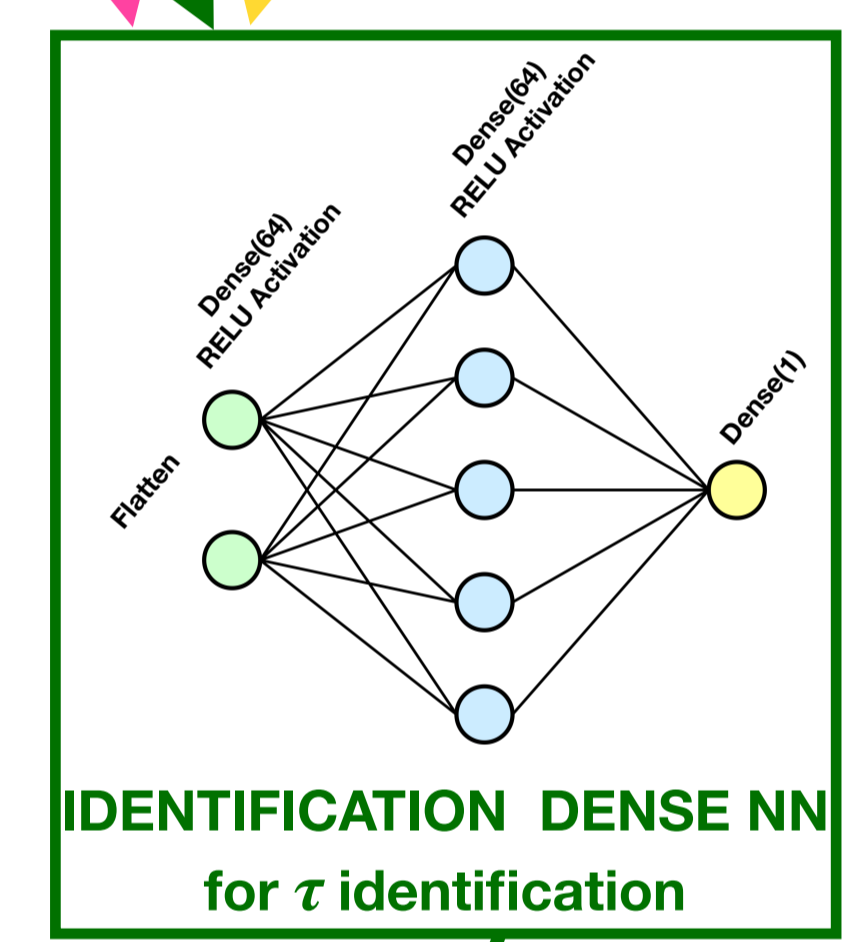 Dense(64)
RELU Activation
Dense(64)
RELU Activation
Dense(1)
Flatten
IDENTIFICATION DENSE NN
for τ identification